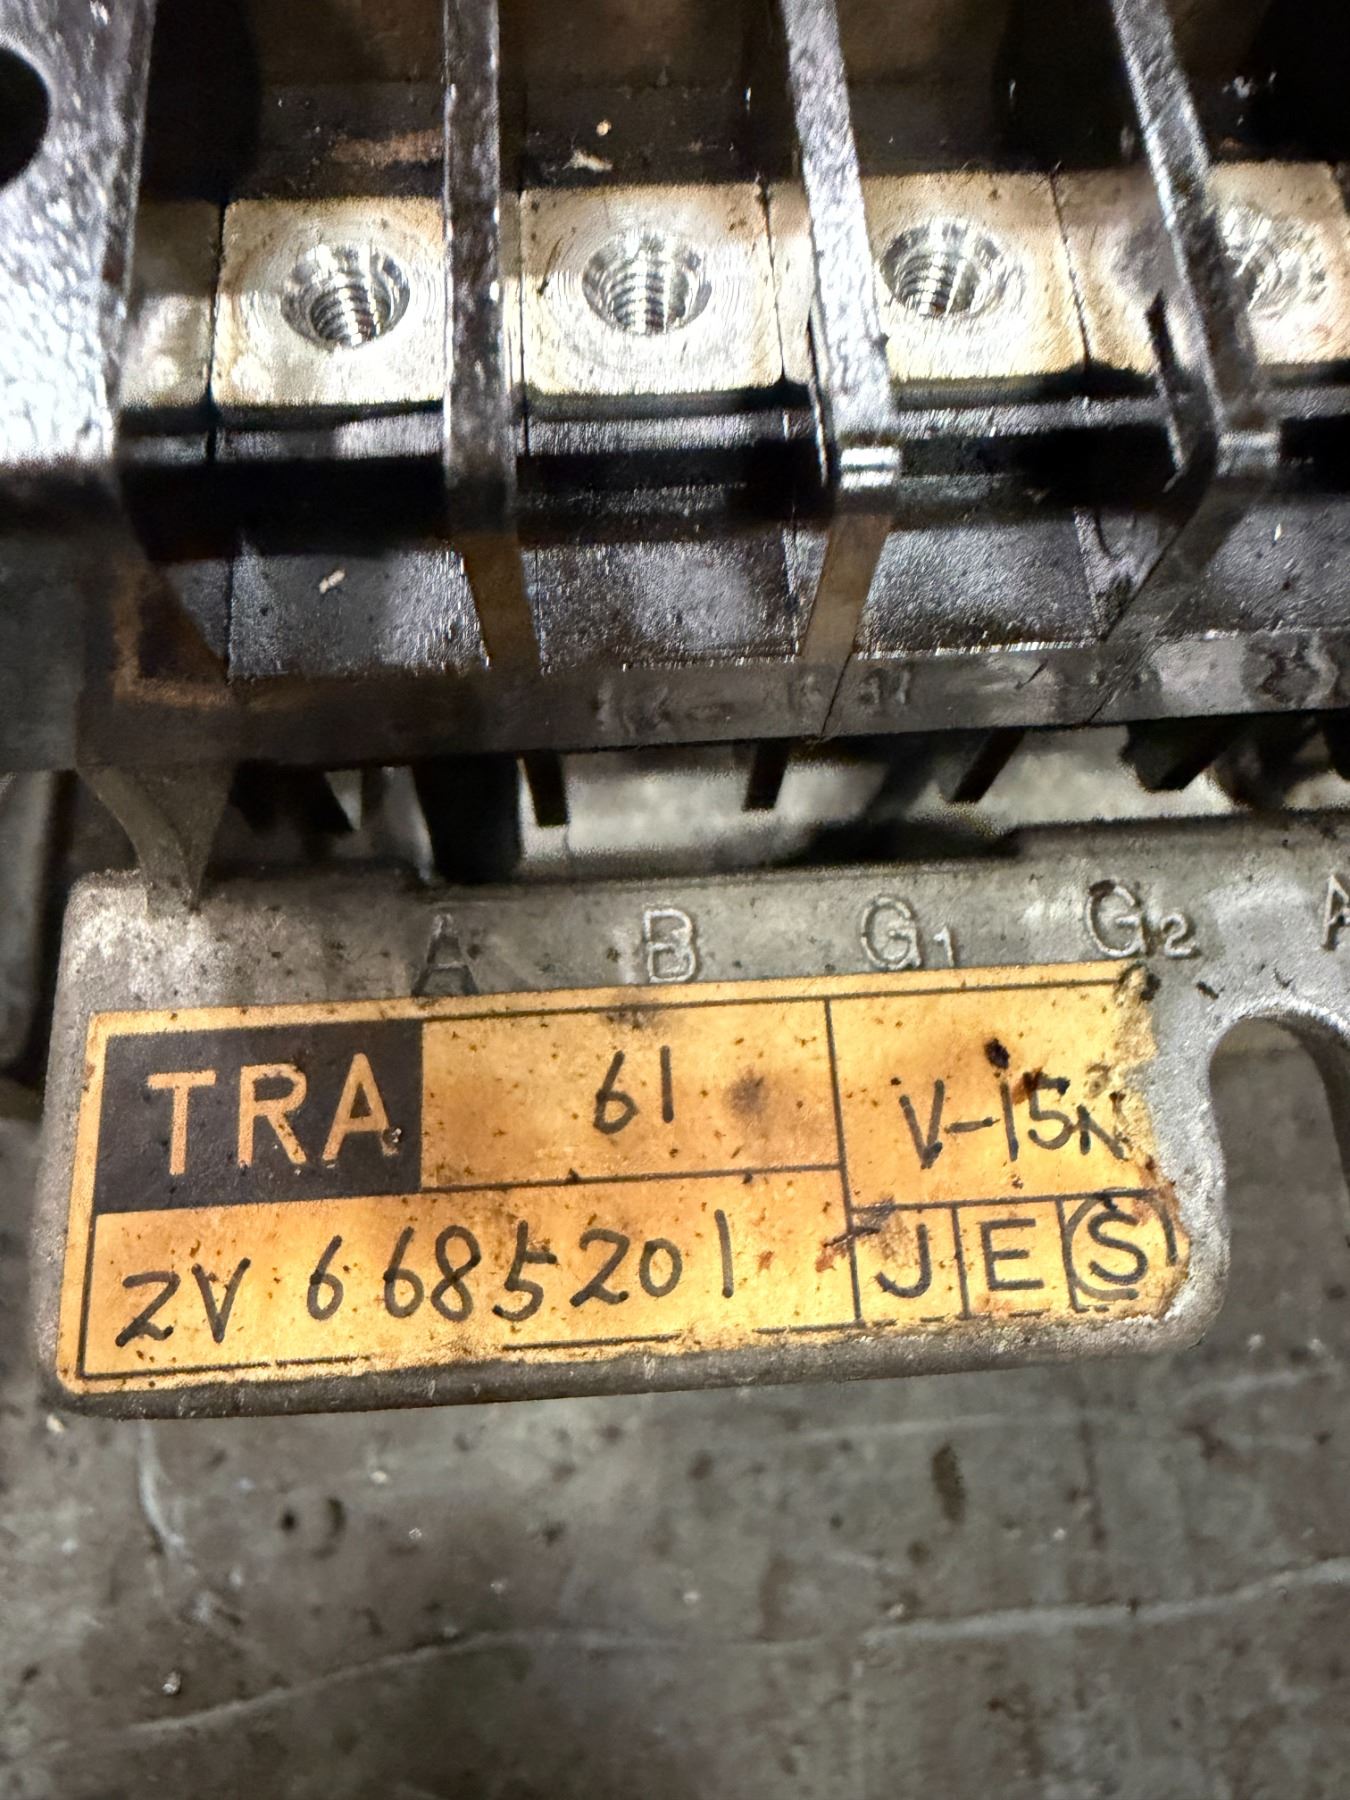 A B G1 G2 A
TRA 61 V-15N
ZV 6685201 J E S